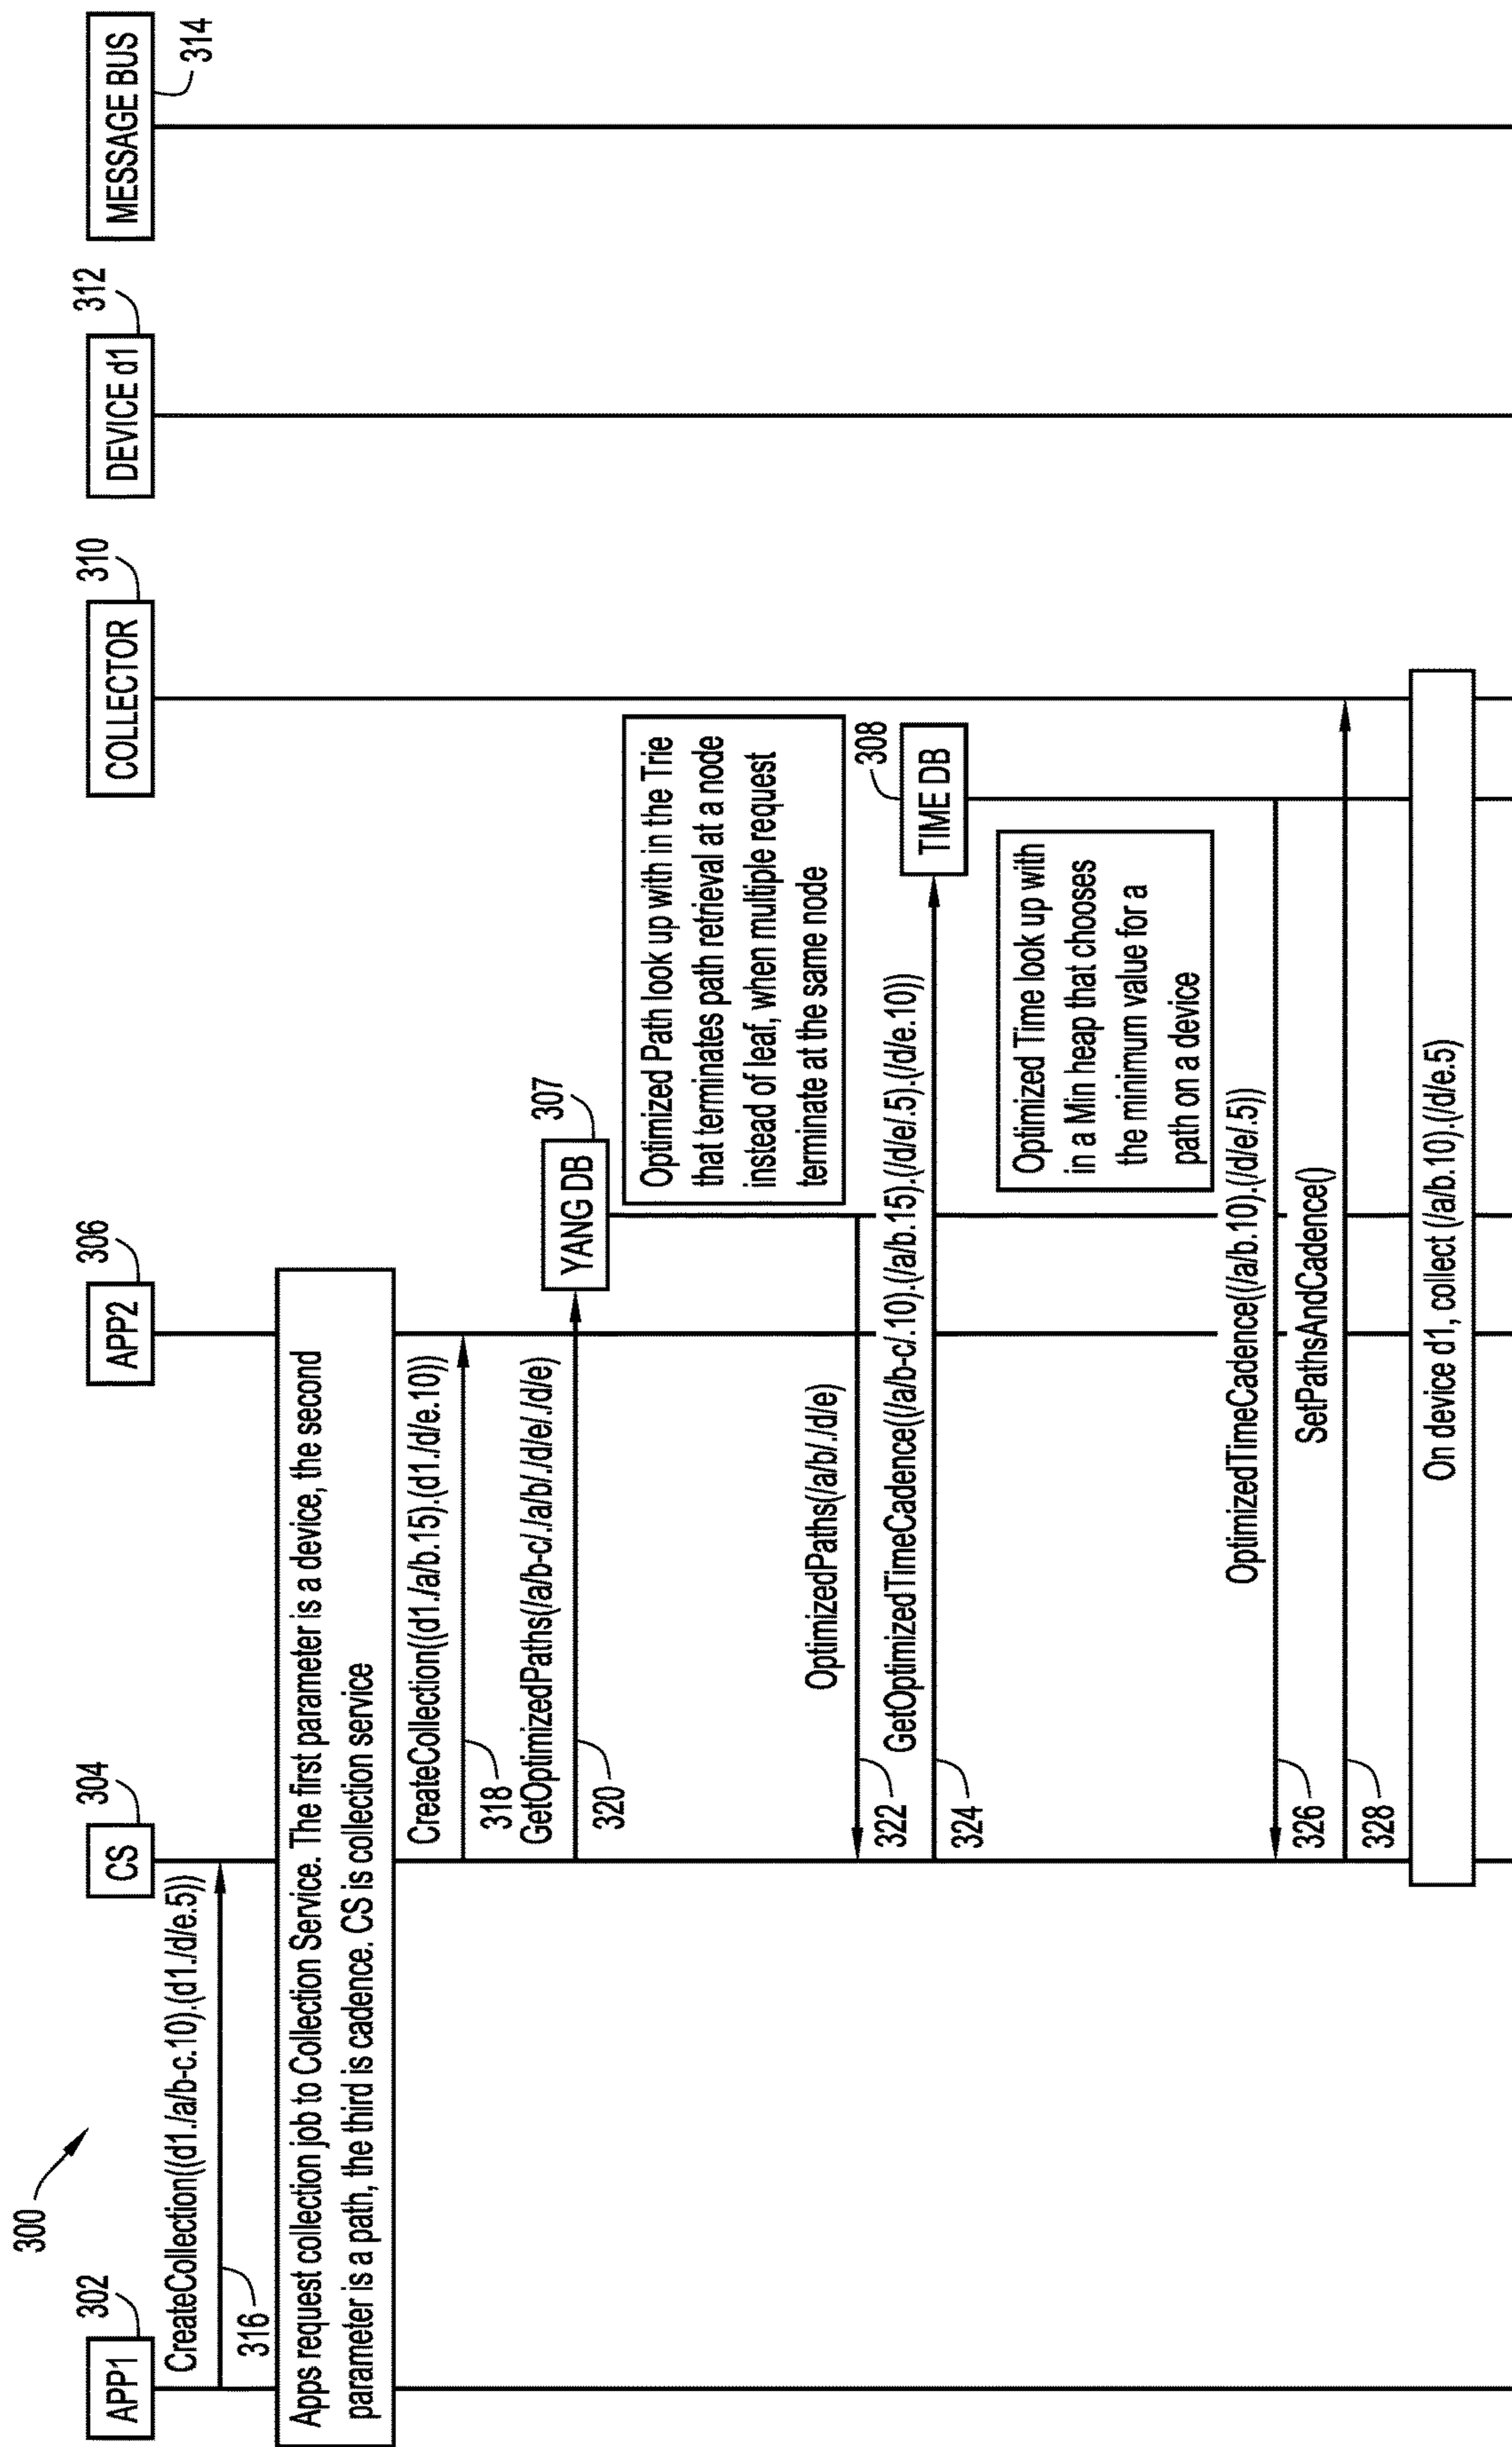 300
APP1
302
CS
304
APP2
306
COLLECTOR
310
DEVICE d1
312
MESSAGE BUS
314
CreateCollection((d1./a/b-c.10).(d1./d/e.5))
316
Apps request collection job to Collection Service. The first parameter is a device, the second
parameter is a path, the third is cadence. CS is collection service
CreateCollection((d1./a/b.15).(d1./d/e.10)))
318
GetOptimizedPaths(/a/b-c/./a/b/./d/e/./d/e)
320
YANG DB
307
Optimized Path look up with in the Trie
that terminates path retrieval at a node
instead of leaf, when multiple request
terminate at the same node
OptimizedPaths(/a/b/./d/e)
322
GetOptimizedTimeCadence((/a/b-c/.10).(/a/b.15).(/d/e/.5).(/d/e.10))
324
TIME DB
308
Optimized Time look up with
in a Min heap that chooses
the minimum value for a
path on a device
OptimizedTimeCadence((/a/b.10).(/d/e/.5))
326
SetPathsAndCadence()
328
On device d1, collect (/a/b.10).(/d/e.5)